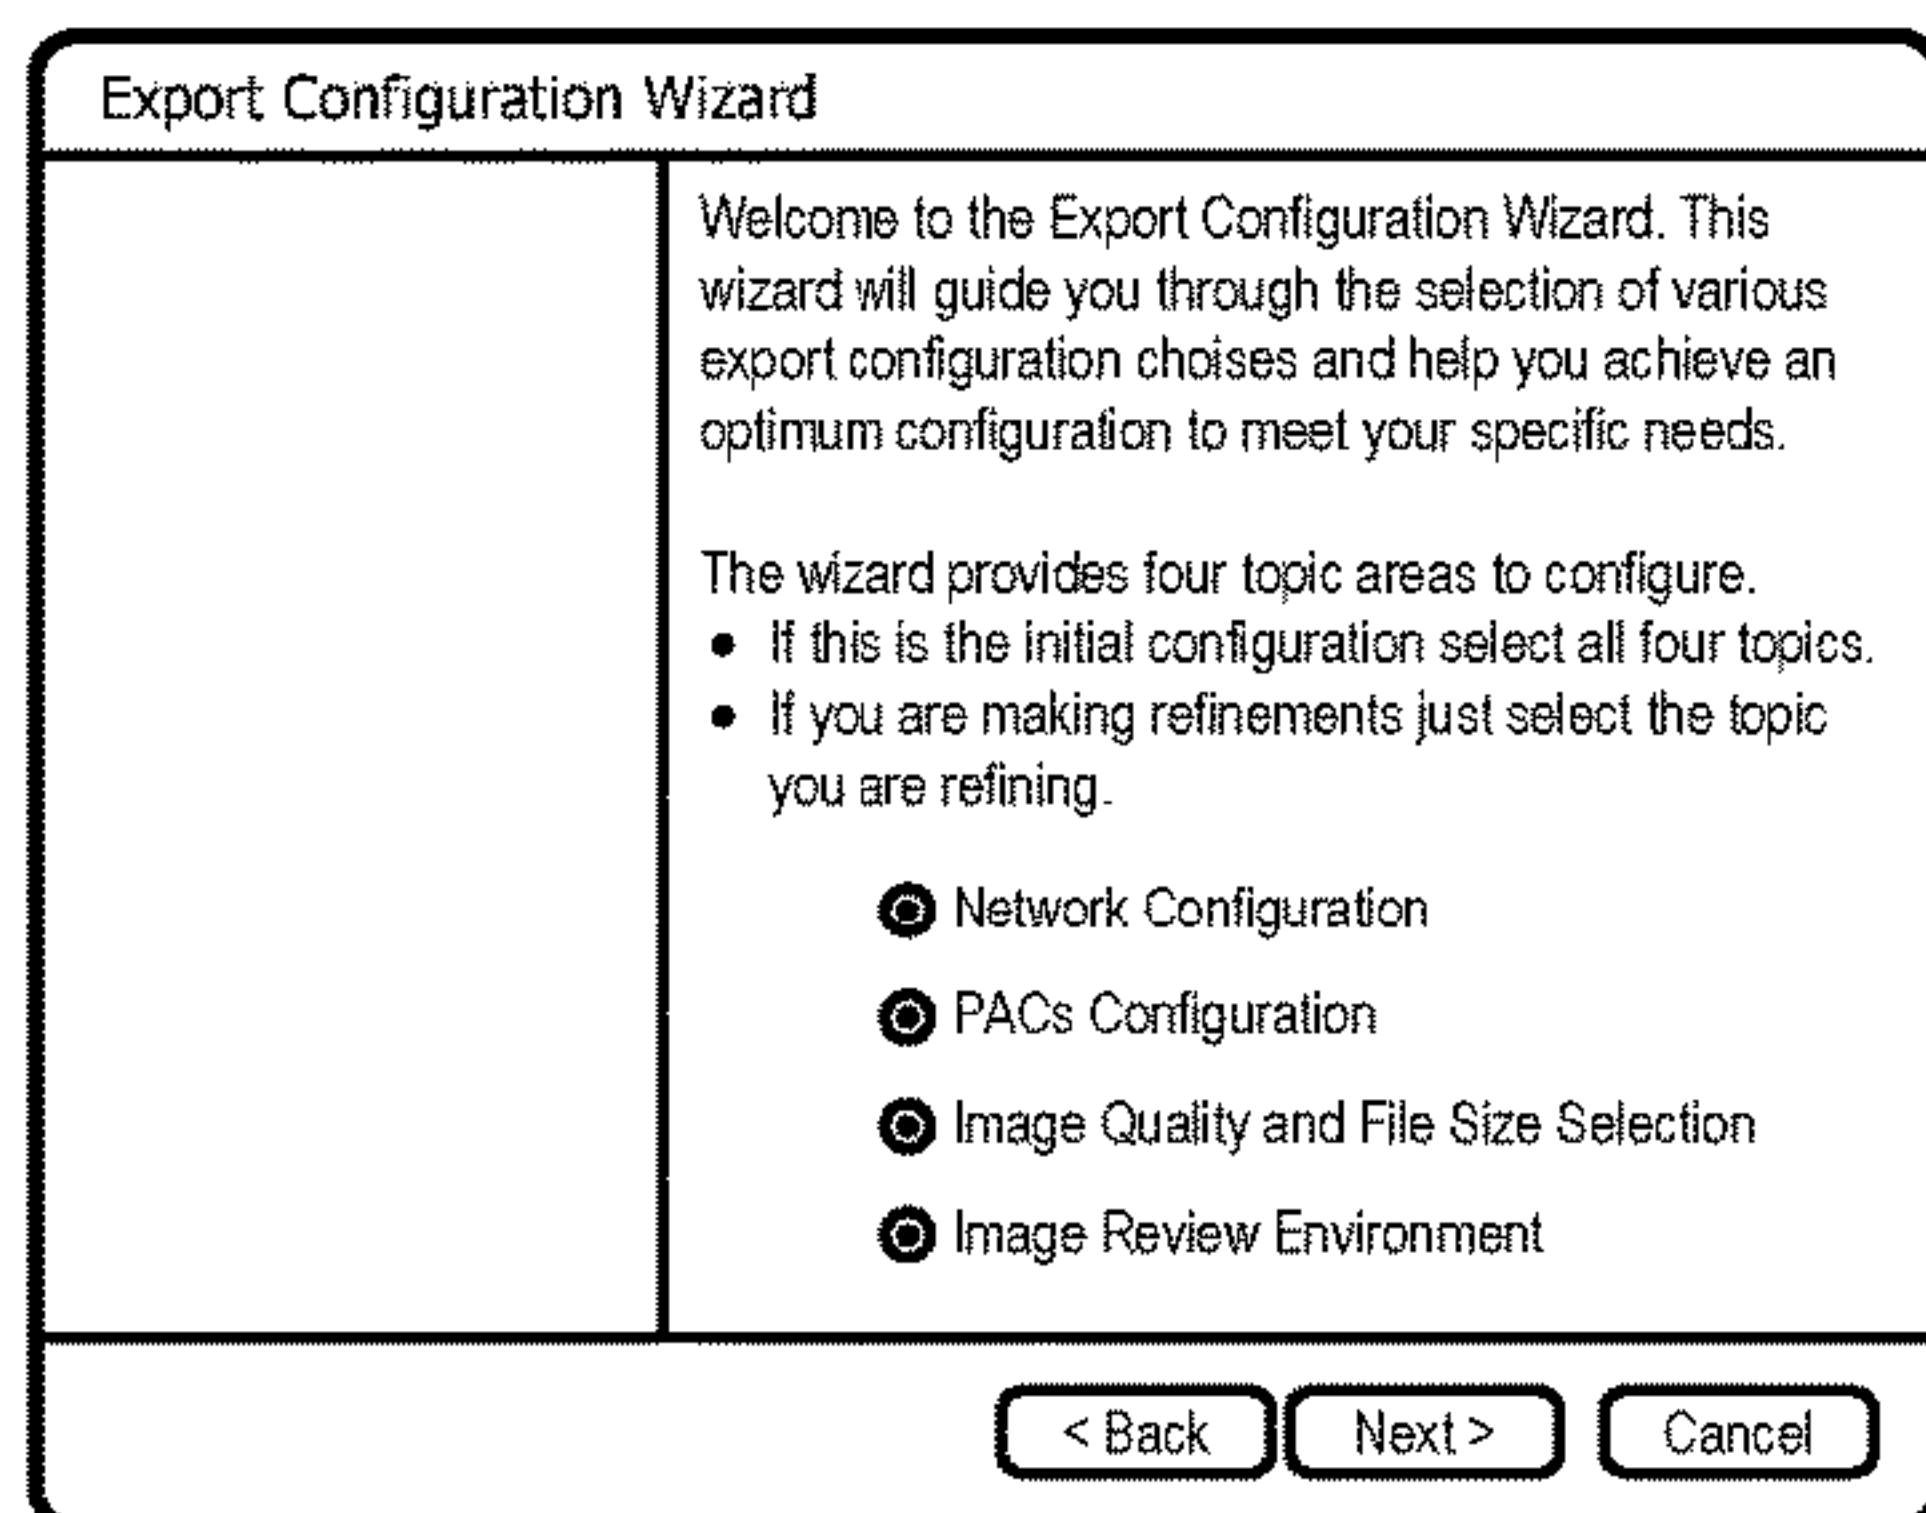 Export Configuration Wizard
Welcome to the Export Configuration Wizard. This
wizard will guide you through the selection of various
export configuration choises and help you achieve an
optimum configuration to meet your specific needs.
The wizard provides four topic areas to configure.
• If this is the initial configuration select all four topics.
• If you are making refinements just select the topic
you are refining.
Network Configuration
PACs Configuration
Image Quality and File Size Selection
Image Review Environment
< Back Next > Cancel